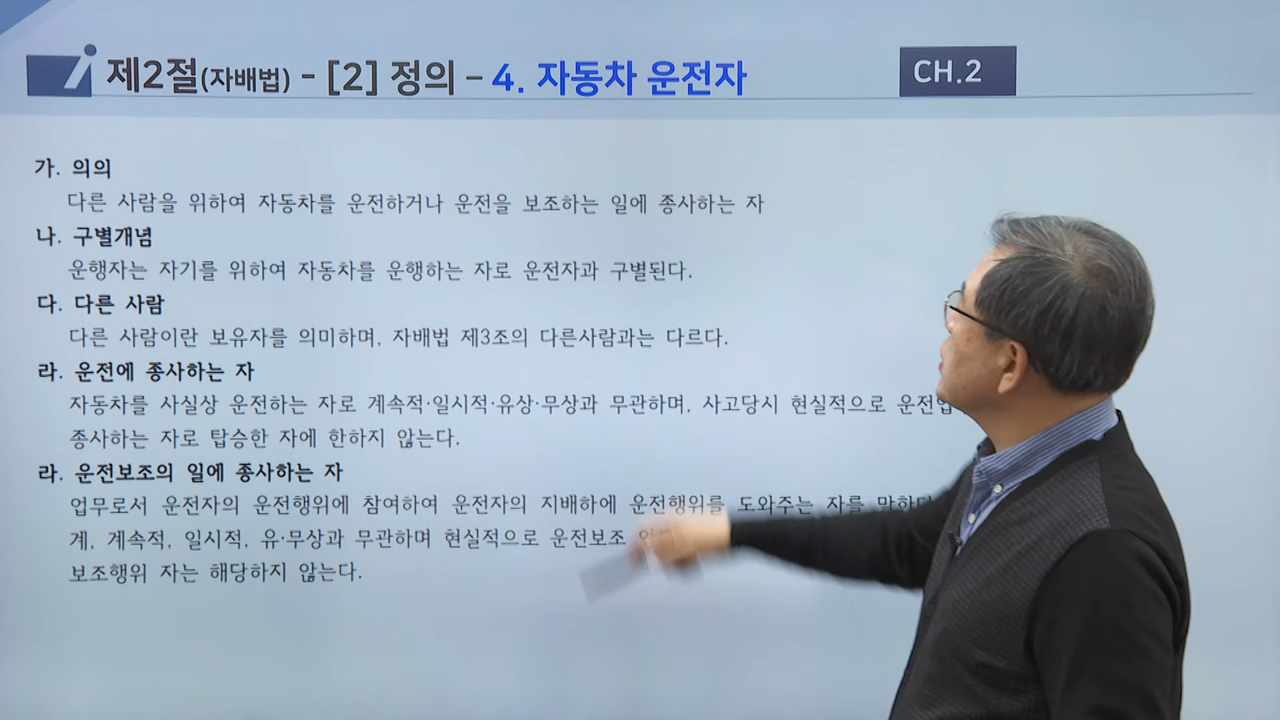 제2절(자배법) - [2] 정의 – 4. 자동차 운전자
CH.2
가. 의의
다른 사람을 위하여 자동차를 운전하거나 운전을 보조하는 일에 종사하는 자
나. 구별개념
운행자는 자기를 위하여 자동차를 운행하는 자로 운전자과 구별된다.
다. 다른 사람
다른 사람이란 보유자를 의미하며, 자배법 제3조의 다른사람과는 다르다.
라. 운전에 종사하는 자
자동차를 사실상 운전하는 자로 계속적·일시적·유상·무상과 무관하며, 사고당시 현실적으로
종사하는 자로 탑승한 자에 한하지 않는다.
라. 운전보조의 일에 종사하는 자
업무로서 운전자의 운전행위에 참여하여 운전자의 지배하에 운전행위를 도와주는 자를
계, 계속적, 일시적, 유·무상과 무관하며 현실적으로 운전보조
보조행위 자는 해당하지 않는다.